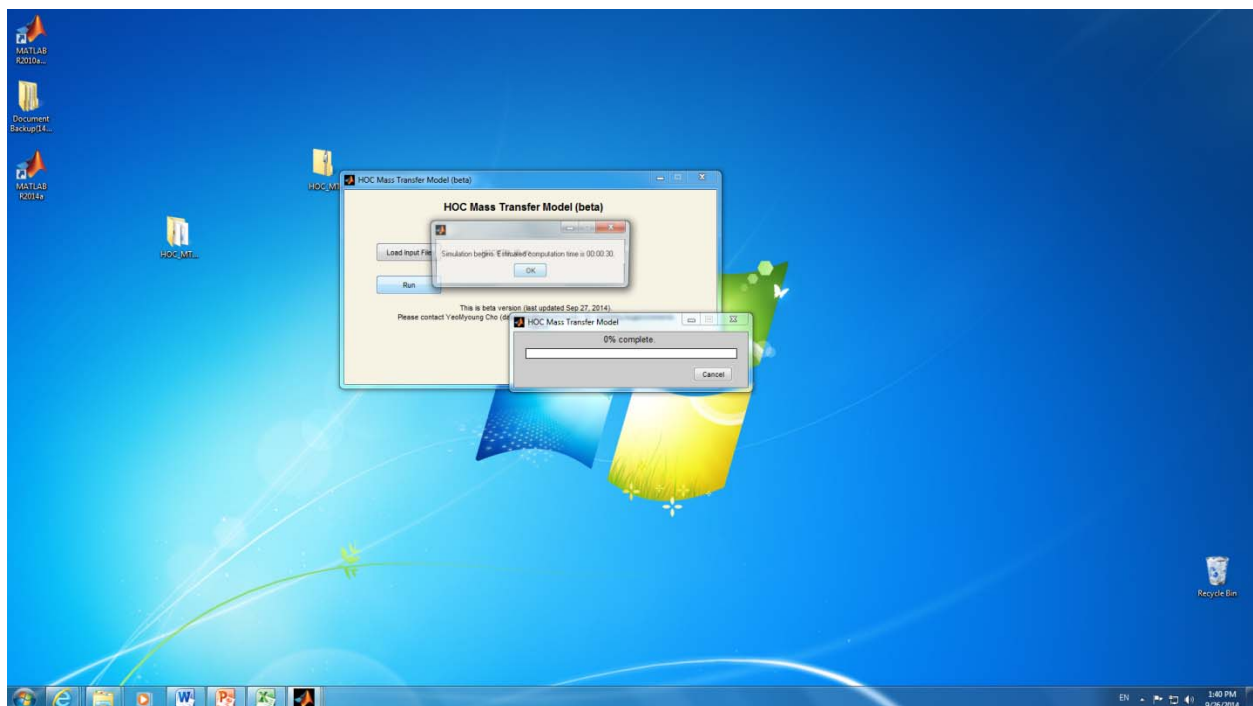 MATLAB
R2010a...
Document
Backup(14...
MATLAB
R2014a
HOC_MT...
HOC Mass Transfer Model (beta)
HOC Mass Transfer Model (beta)
Load Input File
Simulation begins. Estimated computation time is 00:00:30.
OK
Run
This is beta version (last updated Sep 27, 2014).
Please contact YeoMyoung Cho
HOC Mass Transfer Model
0% complete.
Cancel
Recycle Bin
EN
1:40 PM
9/26/2014